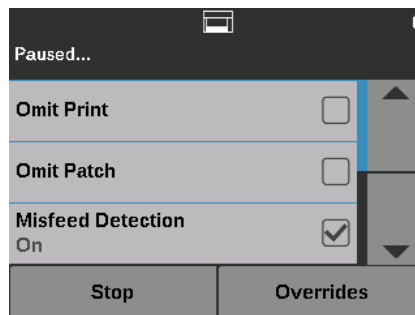 Paused...
Omit Print
Omit Patch
Misfeed Detection
On
Stop
Overrides